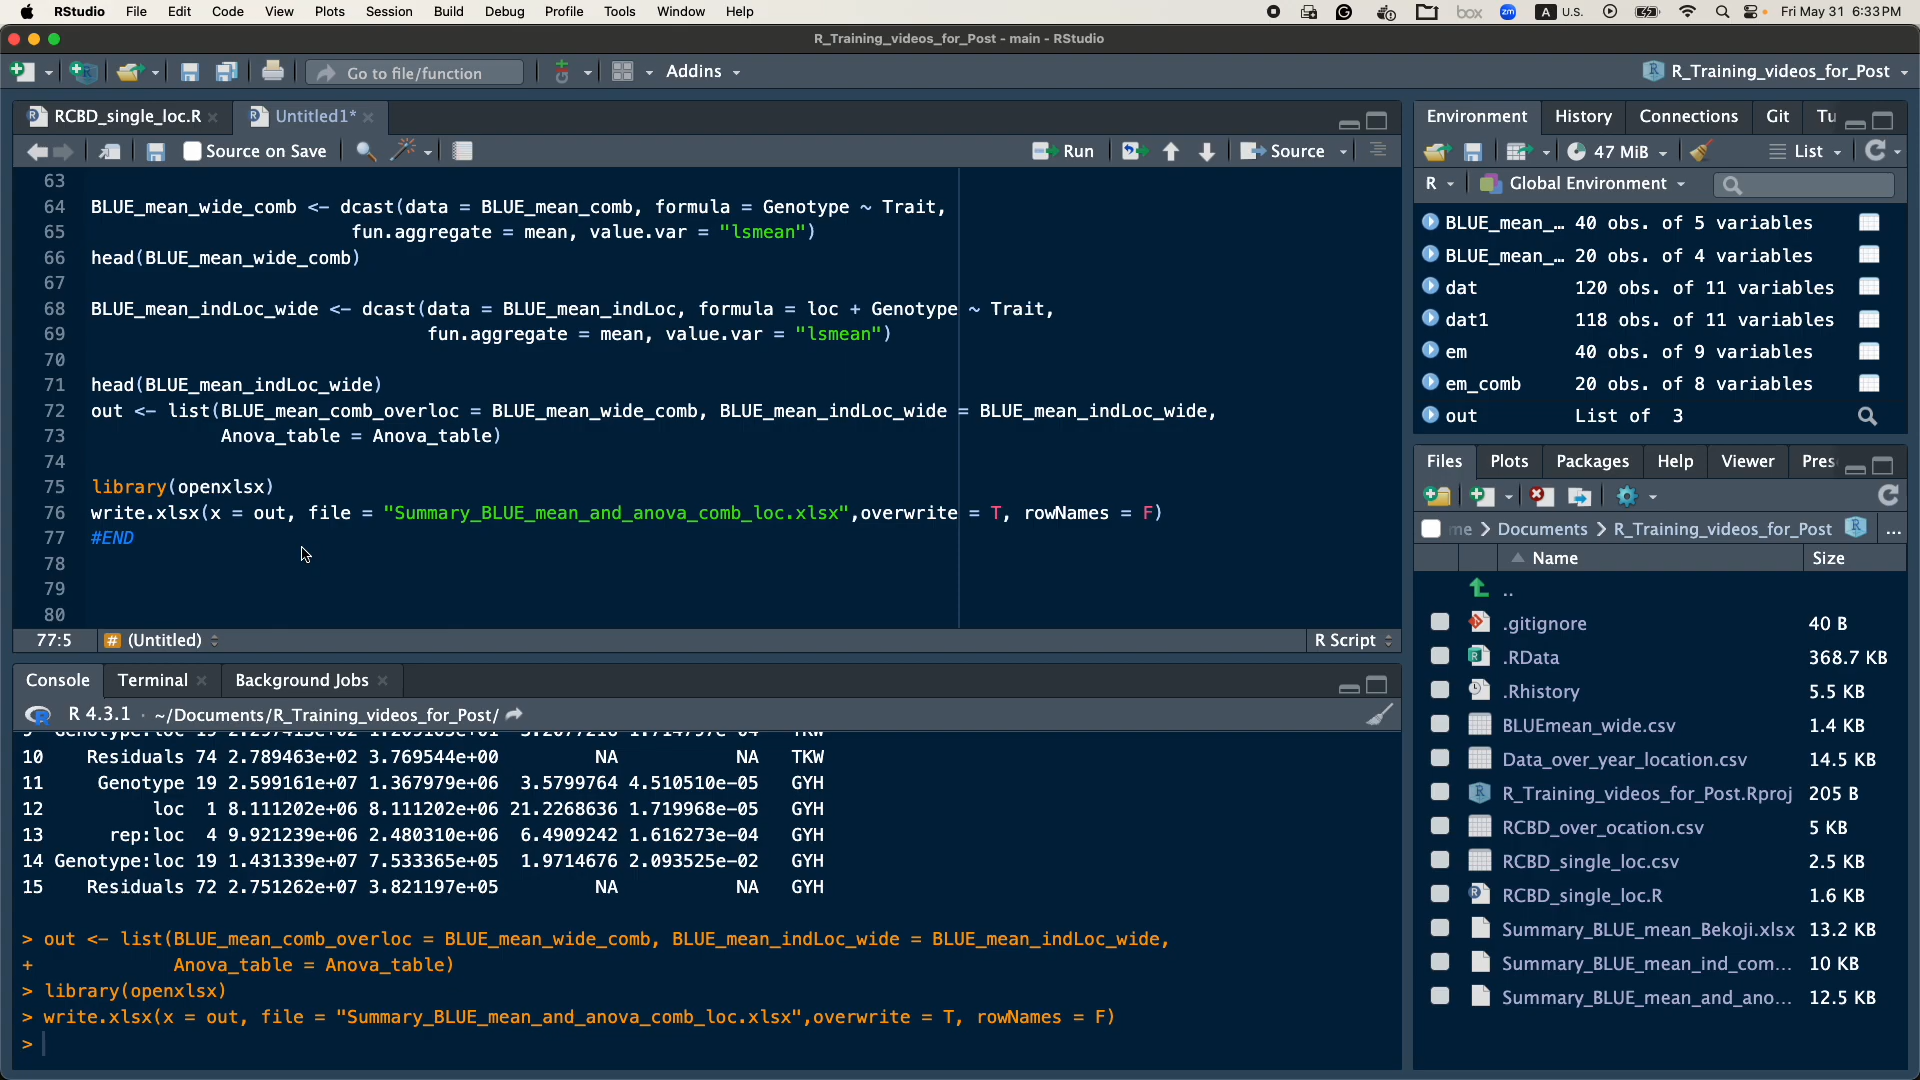 RStudio File Edit Code View Plots Session Build Debug Profile Tools Window Help box zm A U.S. Fri May 31 6:33 PM
R_Training_videos_for_Post - main - RStudio
Go to file/function Addins R_Training_videos_for_Post
RCBD_single_loc.R Untitled1*
Source on Save Run Source
63
64 BLUE_mean_wide_comb <- dcast(data = BLUE_mean_comb, formula = Genotype ~ Trait,
65 fun.aggregate = mean, value.var = "lsmean")
66 head(BLUE_mean_wide_comb)
67
68 BLUE_mean_indLoc_wide <- dcast(data = BLUE_mean_indLoc, formula = loc + Genotype ~ Trait,
69 fun.aggregate = mean, value.var = "lsmean")
70
71 head(BLUE_mean_indLoc_wide)
72 out <- list(BLUE_mean_comb_overloc = BLUE_mean_wide_comb, BLUE_mean_indLoc_wide = BLUE_mean_indLoc_wide,
73 Anova_table = Anova_table)
74
75 library(openxlsx)
76 write.xlsx(x = out, file = "Summary_BLUE_mean_and_anova_comb_loc.xlsx",overwrite = T, rowNames = F)
77 #END
78
79
80
77:5 # (Untitled) R Script
Console Terminal Background Jobs
R 4.3.1 · ~/Documents/R_Training_videos_for_Post/
10 Residuals 74 2.789463e+02 3.769544e+00 NA NA TKW
11 Genotype 19 2.599161e+07 1.367979e+06 3.5799764 4.510510e-05 GYH
12 loc 1 8.111202e+06 8.111202e+06 21.2268636 1.719968e-05 GYH
13 rep:loc 4 9.921239e+06 2.480310e+06 6.4909242 1.616273e-04 GYH
14 Genotype:loc 19 1.431339e+07 7.533365e+05 1.9714676 2.093525e-02 GYH
15 Residuals 72 2.751262e+07 3.821197e+05 NA NA GYH
> out <- list(BLUE_mean_comb_overloc = BLUE_mean_wide_comb, BLUE_mean_indLoc_wide = BLUE_mean_indLoc_wide,
+ Anova_table = Anova_table)
> library(openxlsx)
> write.xlsx(x = out, file = "Summary_BLUE_mean_and_anova_comb_loc.xlsx",overwrite = T, rowNames = F)
>
Environment History Connections Git Tu
47 MiB List
R Global Environment
BLUE_mean_… 40 obs. of 5 variables
BLUE_mean_… 20 obs. of 4 variables
dat 120 obs. of 11 variables
dat1 118 obs. of 11 variables
em 40 obs. of 9 variables
em_comb 20 obs. of 8 variables
out List of 3
Files Plots Packages Help Viewer Pres
me > Documents > R_Training_videos_for_Post ...
Name Size
..
.gitignore 40 B
.RData 368.7 KB
.Rhistory 5.5 KB
BLUEmean_wide.csv 1.4 KB
Data_over_year_location.csv 14.5 KB
R_Training_videos_for_Post.Rproj 205 B
RCBD_over_ocation.csv 5 KB
RCBD_single_loc.csv 2.5 KB
RCBD_single_loc.R 1.6 KB
Summary_BLUE_mean_Bekoji.xlsx 13.2 KB
Summary_BLUE_mean_ind_com... 10 KB
Summary_BLUE_mean_and_ano... 12.5 KB